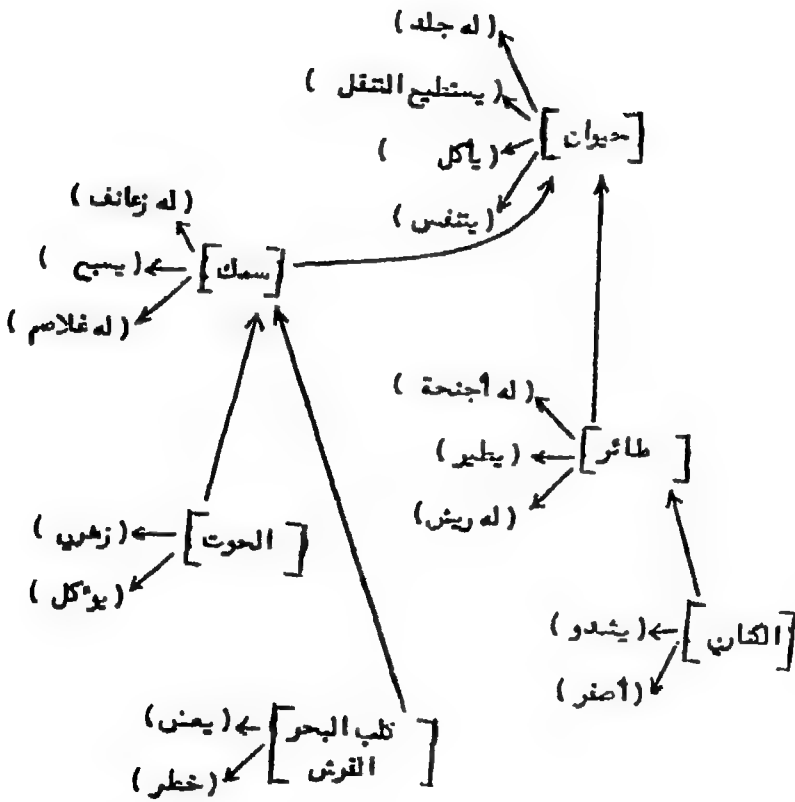 ( له جلد )
( يستطيع التنقل )
[ حيوان ]
( يأكل )
( يتنفس )
( له زعانف )
( يسبح )
[ سمك ]
( له غلاصم )
( له أجنحة )
( يطير )
[ طائر ]
( له ريش )
[ الحوت ]
( زهري )
( يؤكل )
[ الكناري ]
( يشدو )
( أصفر )
[ كلب البحر
القرش ]
( يعض )
( خطر )